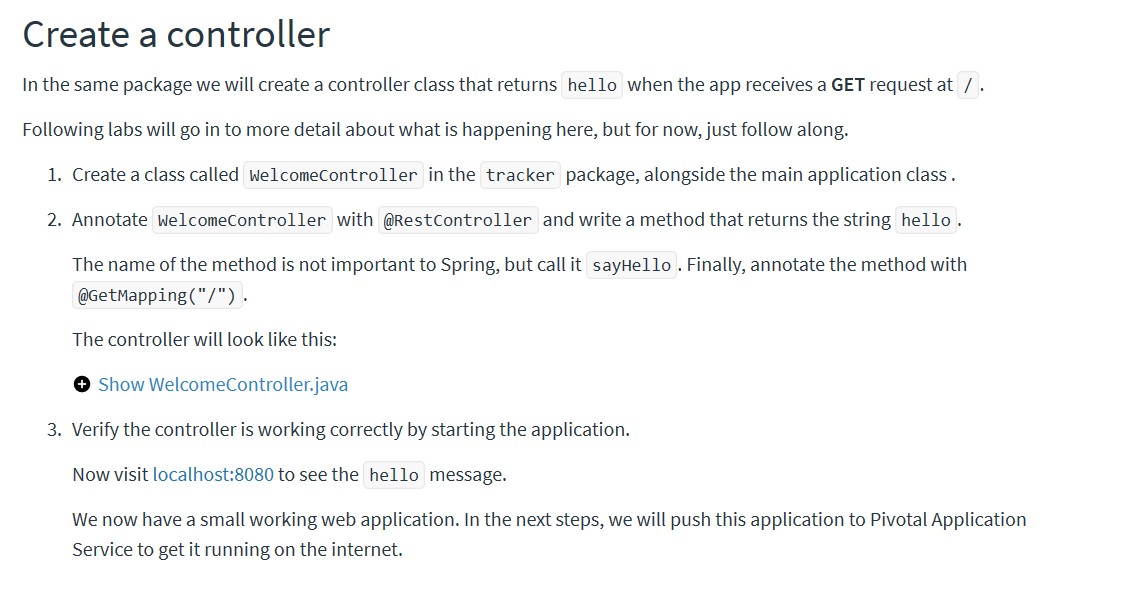 Create a controller
In the same package we will create a controller class that returns hello when the app receives a GET request at / .
Following labs will go in to more detail about what is happening here, but for now, just follow along.
1. Create a class called WelcomeController in the tracker package, alongside the main application class .
2. Annotate WelcomeController with @RestController and write a method that returns the string hello .
The name of the method is not important to Spring, but call it sayHello . Finally, annotate the method with
@GetMapping("/") .
The controller will look like this:
Show WelcomeController.java
3. Verify the controller is working correctly by starting the application.
Now visit localhost:8080 to see the hello message.
We now have a small working web application. In the next steps, we will push this application to Pivotal Application
Service to get it running on the internet.